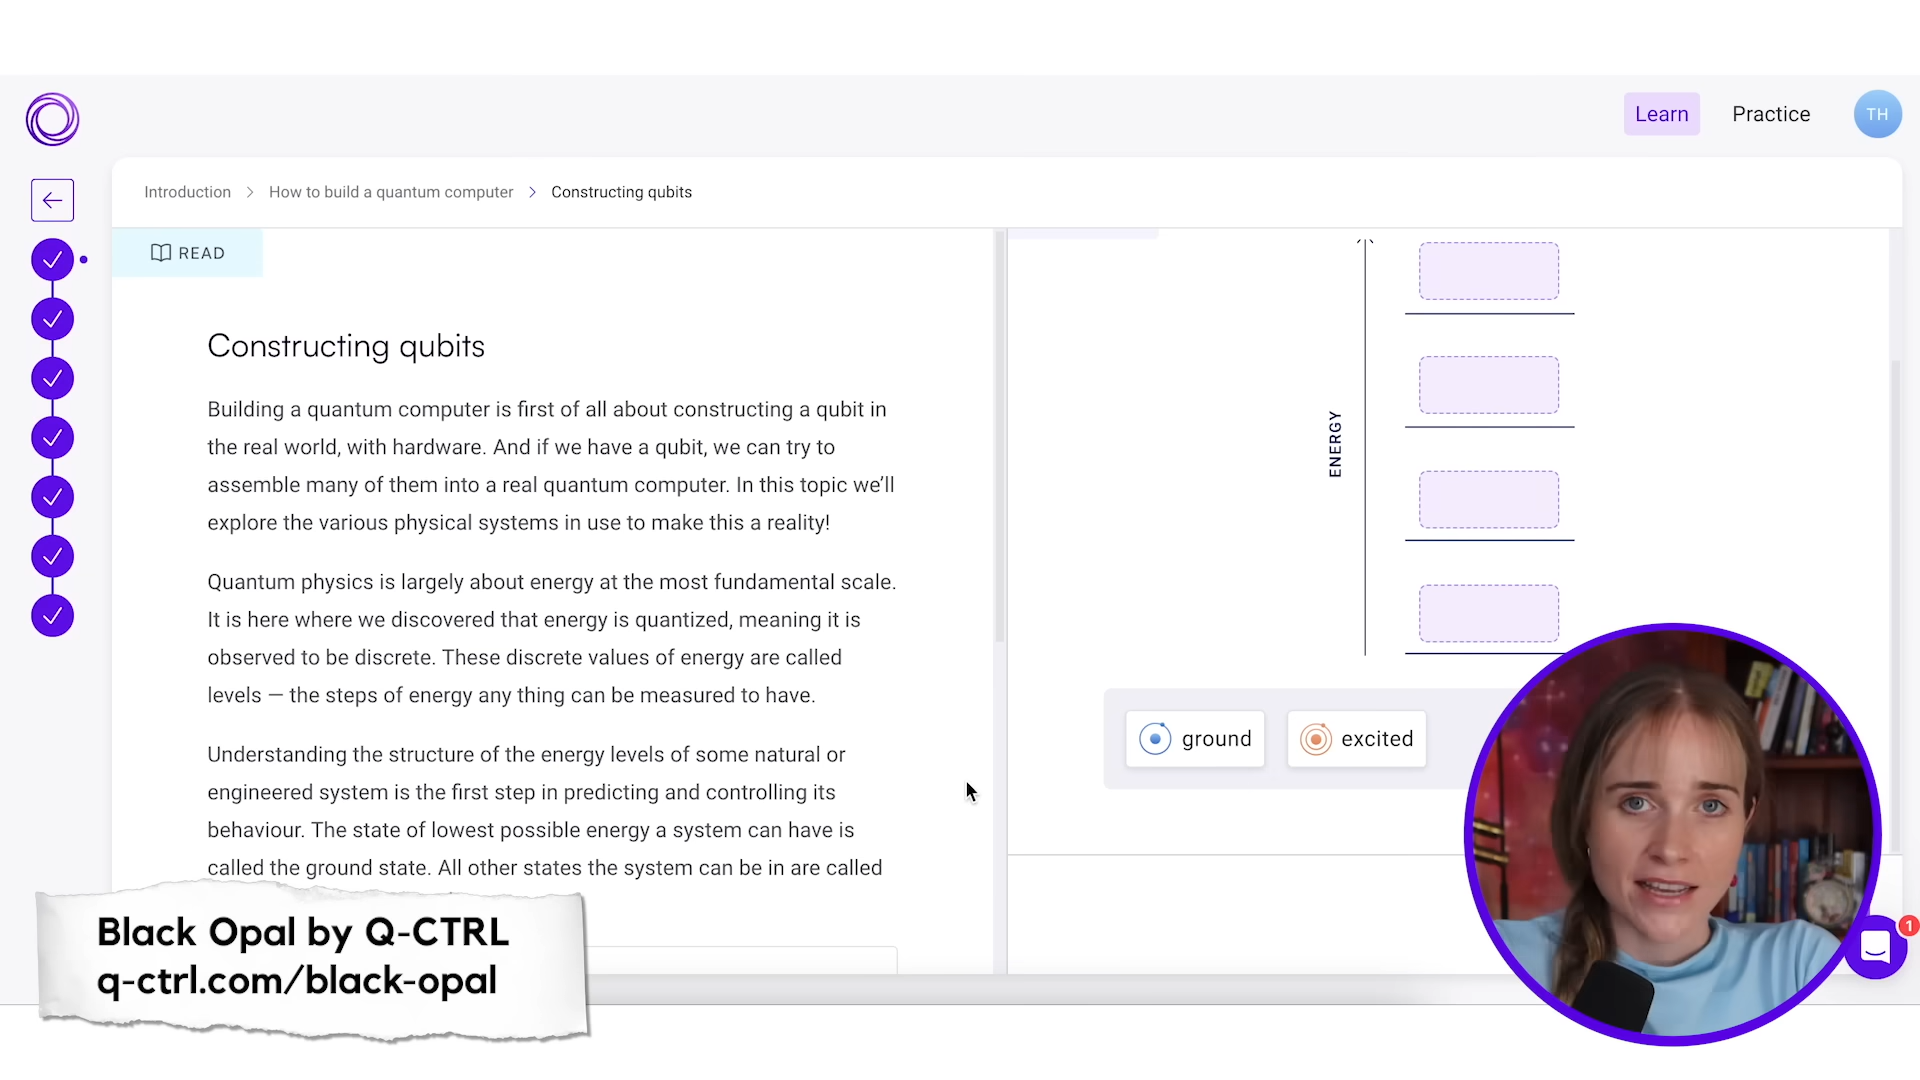 Learn
Practice
TH
Introduction > How to build a quantum computer > Constructing qubits
READ
Constructing qubits
Building a quantum computer is first of all about constructing a qubit in
the real world, with hardware. And if we have a qubit, we can try to
assemble many of them into a real quantum computer. In this topic we’ll
explore the various physical systems in use to make this a reality!
Quantum physics is largely about energy at the most fundamental scale.
It is here where we discovered that energy is quantized, meaning it is
observed to be discrete. These discrete values of energy are called
levels — the steps of energy any thing can be measured to have.
Understanding the structure of the energy levels of some natural or
engineered system is the first step in predicting and controlling its
behaviour. The state of lowest possible energy a system can have is
called the ground state. All other states the system can be in are called
ENERGY
ground
excited
1
Black Opal by Q-CTRL
q-ctrl.com/black-opal